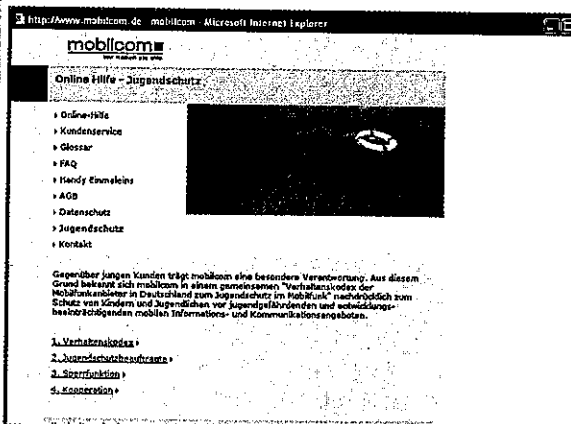 http://www.mobilcom.de - mobilcom - Microsoft Internet Explorer
mobilcom
Online Hilfe - Jugendschutz
Online-Hilfe
Kundenservice
Glossar
FAQ
Handy Einmaleins
AGB
Datenschutz
Jugendschutz
Kontakt
Gegenüber jungen Kunden trägt mobilcom eine besondere Verantwortung. Aus diesem
Grund bekennt sich mobilcom in einem gemeinsamen "Verhaltenskodex der
Mobilfunkanbieter in Deutschland zum Jugendschutz im Mobilfunk" nachdrücklich zum
Schutz von Kindern und Jugendlichen vor jugendgefährdenden und entwicklungs-
beeinträchtigenden mobilen Informations- und Kommunikationsangeboten.
1. Verhaltenskodex
2. Jugendschutzbeauftragte
3. Sperrfunktion
4. Kooperation